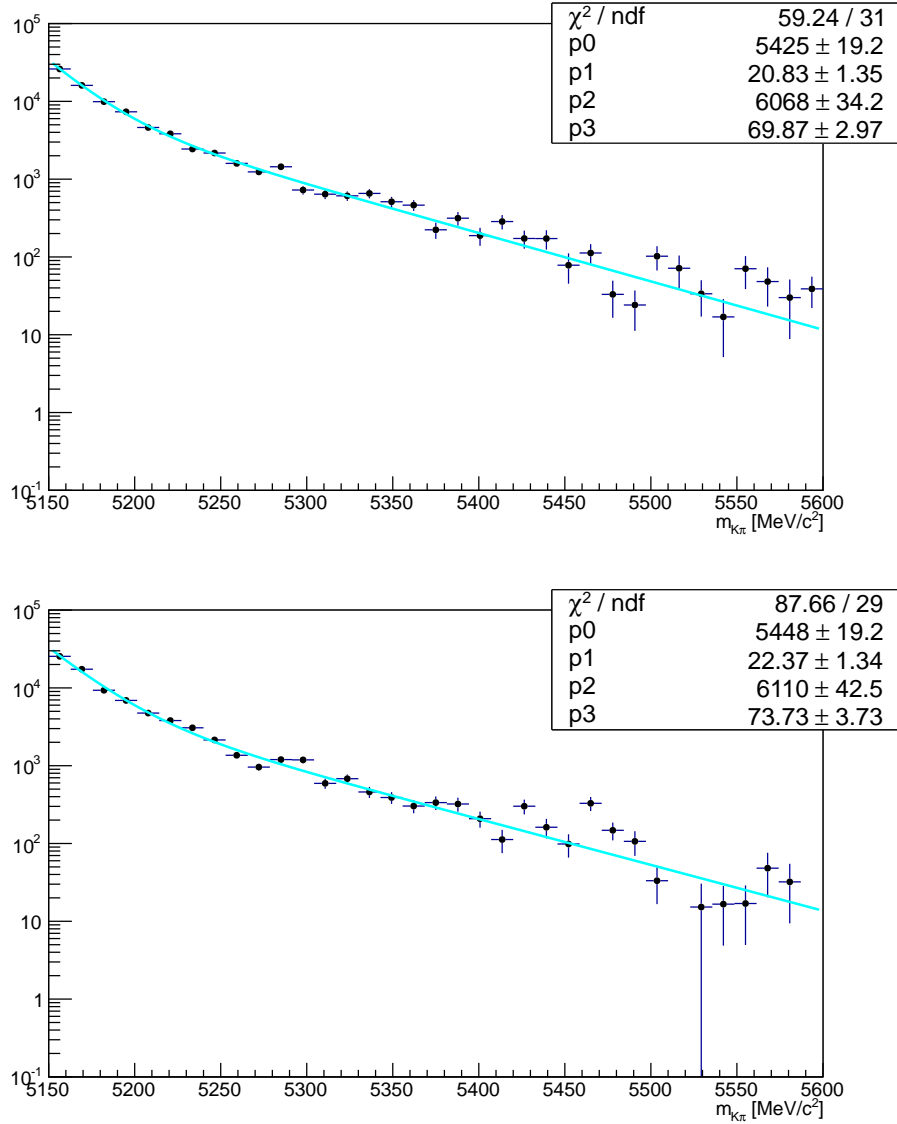 10⁵
χ² / ndf 59.24 / 31
p0 5425 ± 19.2
p1 20.83 ± 1.35
p2 6068 ± 34.2
p3 69.87 ± 2.97
10⁴
10³
10²
10
1
10⁻¹
5150 5200 5250 5300 5350 5400 5450 5500 5550 5600
m_{Kπ} [MeV/c²]
10⁵
χ² / ndf 87.66 / 29
p0 5448 ± 19.2
p1 22.37 ± 1.34
p2 6110 ± 42.5
p3 73.73 ± 3.73
10⁴
10³
10²
10
1
10⁻¹
5150 5200 5250 5300 5350 5400 5450 5500 5550 5600
m_{Kπ} [MeV/c²]